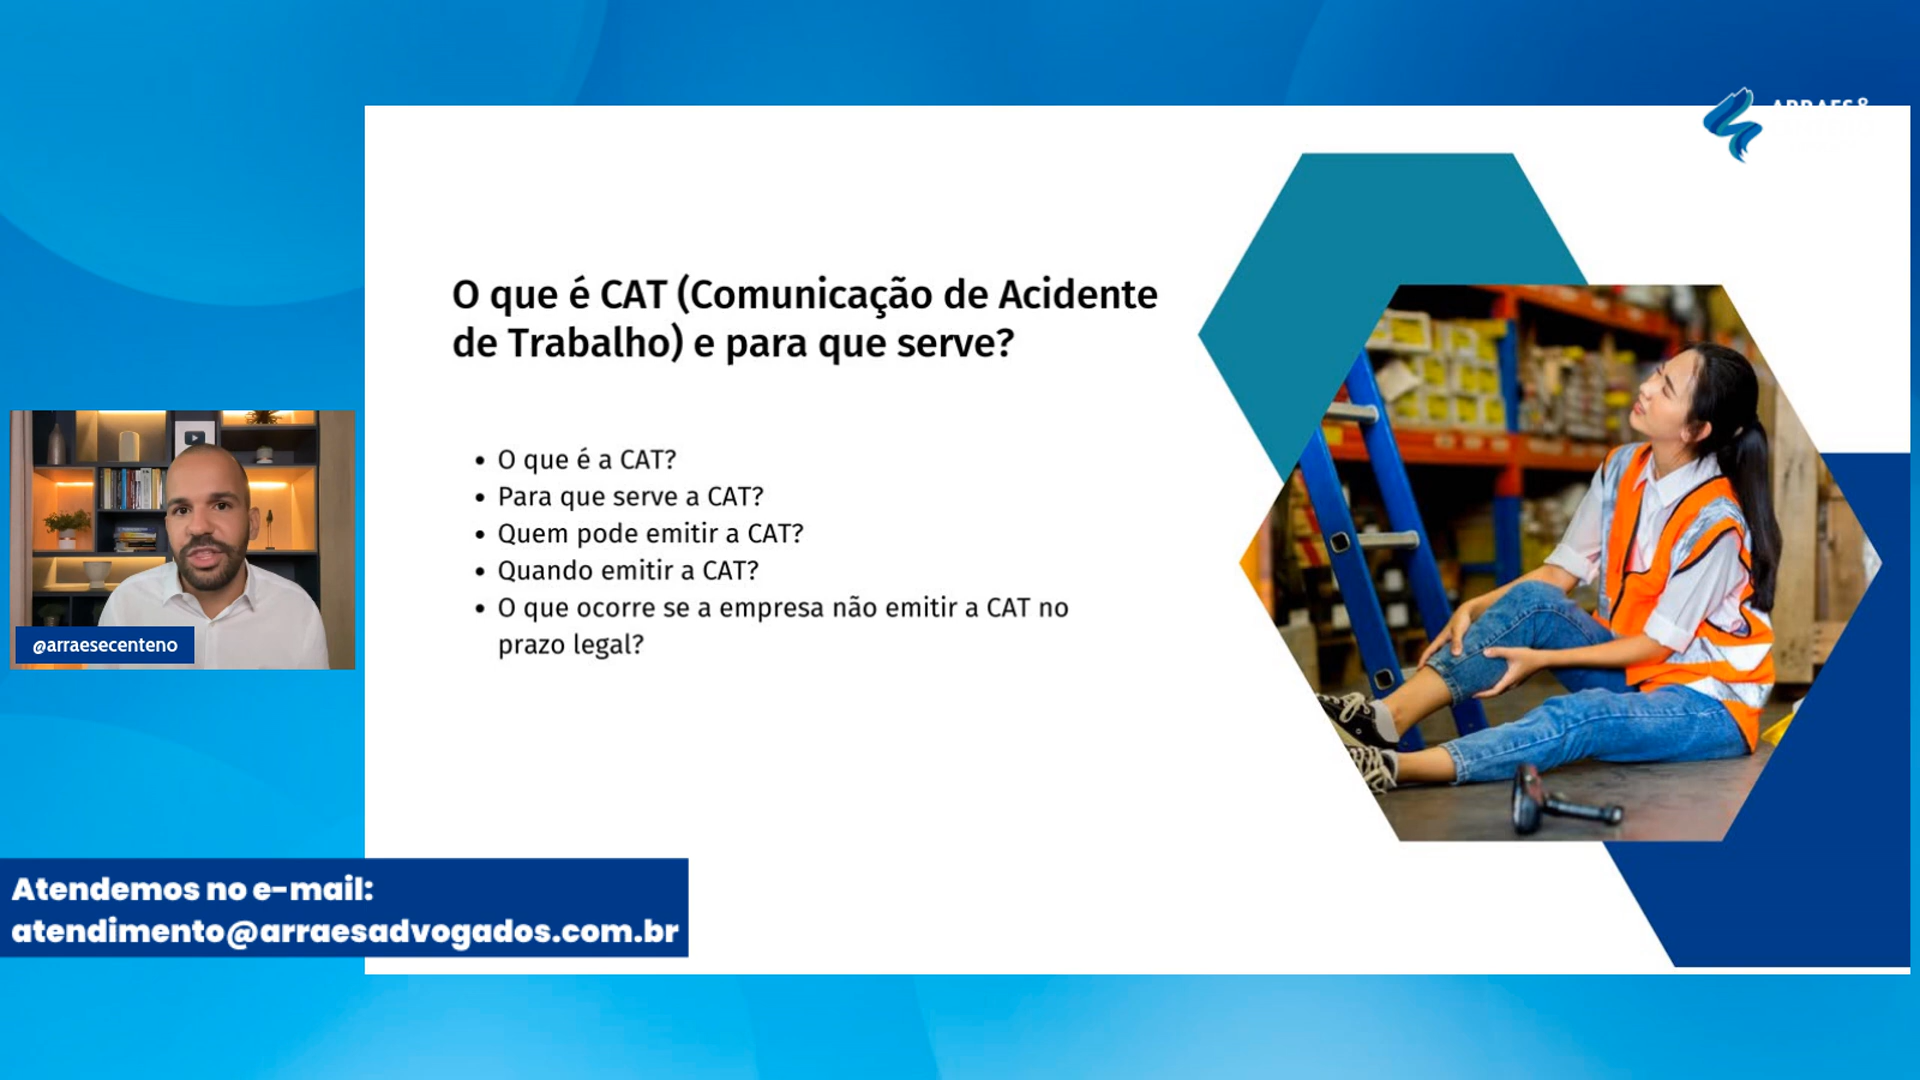 O que é CAT (Comunicação de Acidente
de Trabalho) e para que serve?
• O que é a CAT?
• Para que serve a CAT?
• Quem pode emitir a CAT?
• Quando emitir a CAT?
• O que ocorre se a empresa não emitir a CAT no
prazo legal?
@arraesecenteno
Atendemos no e-mail:
atendimento@arraesadvogados.com.br